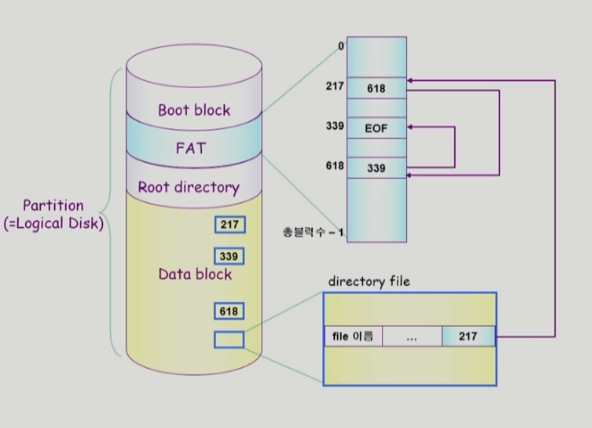 Boot block
FAT
Root directory
Partition
(=Logical Disk)
217
339
Data block
618
0
217
618
339
EOF
618
339
총블럭수 – 1
directory file
file 이름
...
217